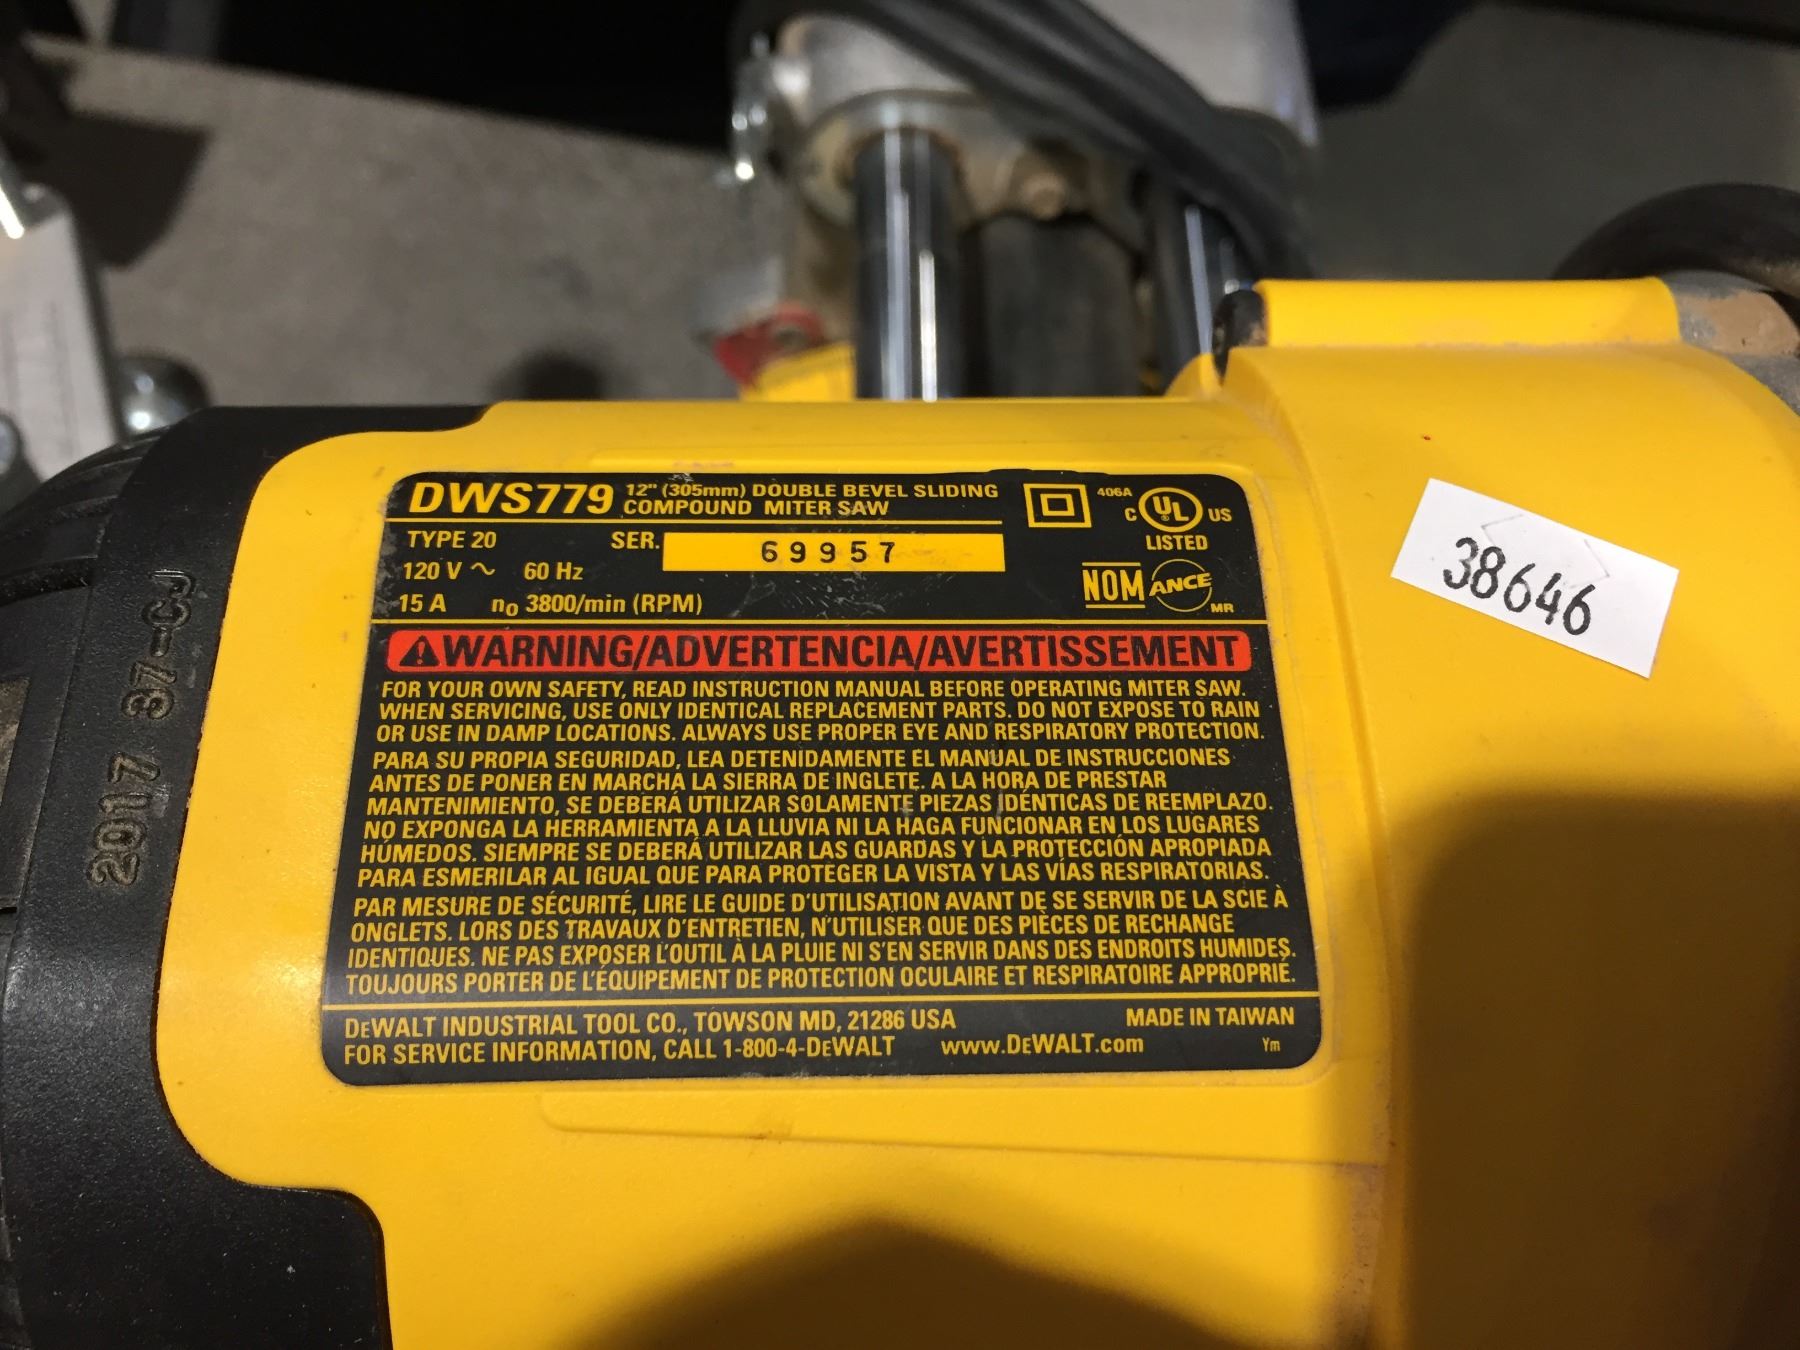 DWS779 12" (305mm) DOUBLE BEVEL SLIDING
COMPOUND MITER SAW
406A
C UL US
LISTED
TYPE 20
SER. 69957
120 V ~ 60 Hz
15 A n₀ 3800/min (RPM)
NOM ANCE MR
38646
WARNING/ADVERTENCIA/AVERTISSEMENT
FOR YOUR OWN SAFETY, READ INSTRUCTION MANUAL BEFORE OPERATING MITER SAW.
WHEN SERVICING, USE ONLY IDENTICAL REPLACEMENT PARTS. DO NOT EXPOSE TO RAIN
OR USE IN DAMP LOCATIONS. ALWAYS USE PROPER EYE AND RESPIRATORY PROTECTION.
PARA SU PROPIA SEGURIDAD, LEA DETENIDAMENTE EL MANUAL DE INSTRUCCIONES
ANTES DE PONER EN MARCHA LA SIERRA DE INGLETE. A LA HORA DE PRESTAR
MANTENIMIENTO, SE DEBERÁ UTILIZAR SOLAMENTE PIEZAS IDÉNTICAS DE REEMPLAZO.
NO EXPONGA LA HERRAMIENTA A LA LLUVIA NI LA HAGA FUNCIONAR EN LOS LUGARES
HÚMEDOS. SIEMPRE SE DEBERÁ UTILIZAR LAS GUARDAS Y LA PROTECCIÓN APROPIADA
PARA ESMERILAR AL IGUAL QUE PARA PROTEGER LA VISTA Y LAS VÍAS RESPIRATORIAS.
PAR MESURE DE SÉCURITÉ, LIRE LE GUIDE D'UTILISATION AVANT DE SE SERVIR DE LA SCIE À
ONGLETS. LORS DES TRAVAUX D'ENTRETIEN, N'UTILISER QUE DES PIÈCES DE RECHANGE
IDENTIQUES. NE PAS EXPOSER L'OUTIL À LA PLUIE NI S'EN SERVIR DANS DES ENDROITS HUMIDES.
TOUJOURS PORTER DE L'ÉQUIPEMENT DE PROTECTION OCULAIRE ET RESPIRATOIRE APPROPRIÉ.
DEWALT INDUSTRIAL TOOL CO., TOWSON MD, 21286 USA MADE IN TAIWAN
FOR SERVICE INFORMATION, CALL 1-800-4-DEWALT www.DEWALT.com Ym
2017 37-CJ